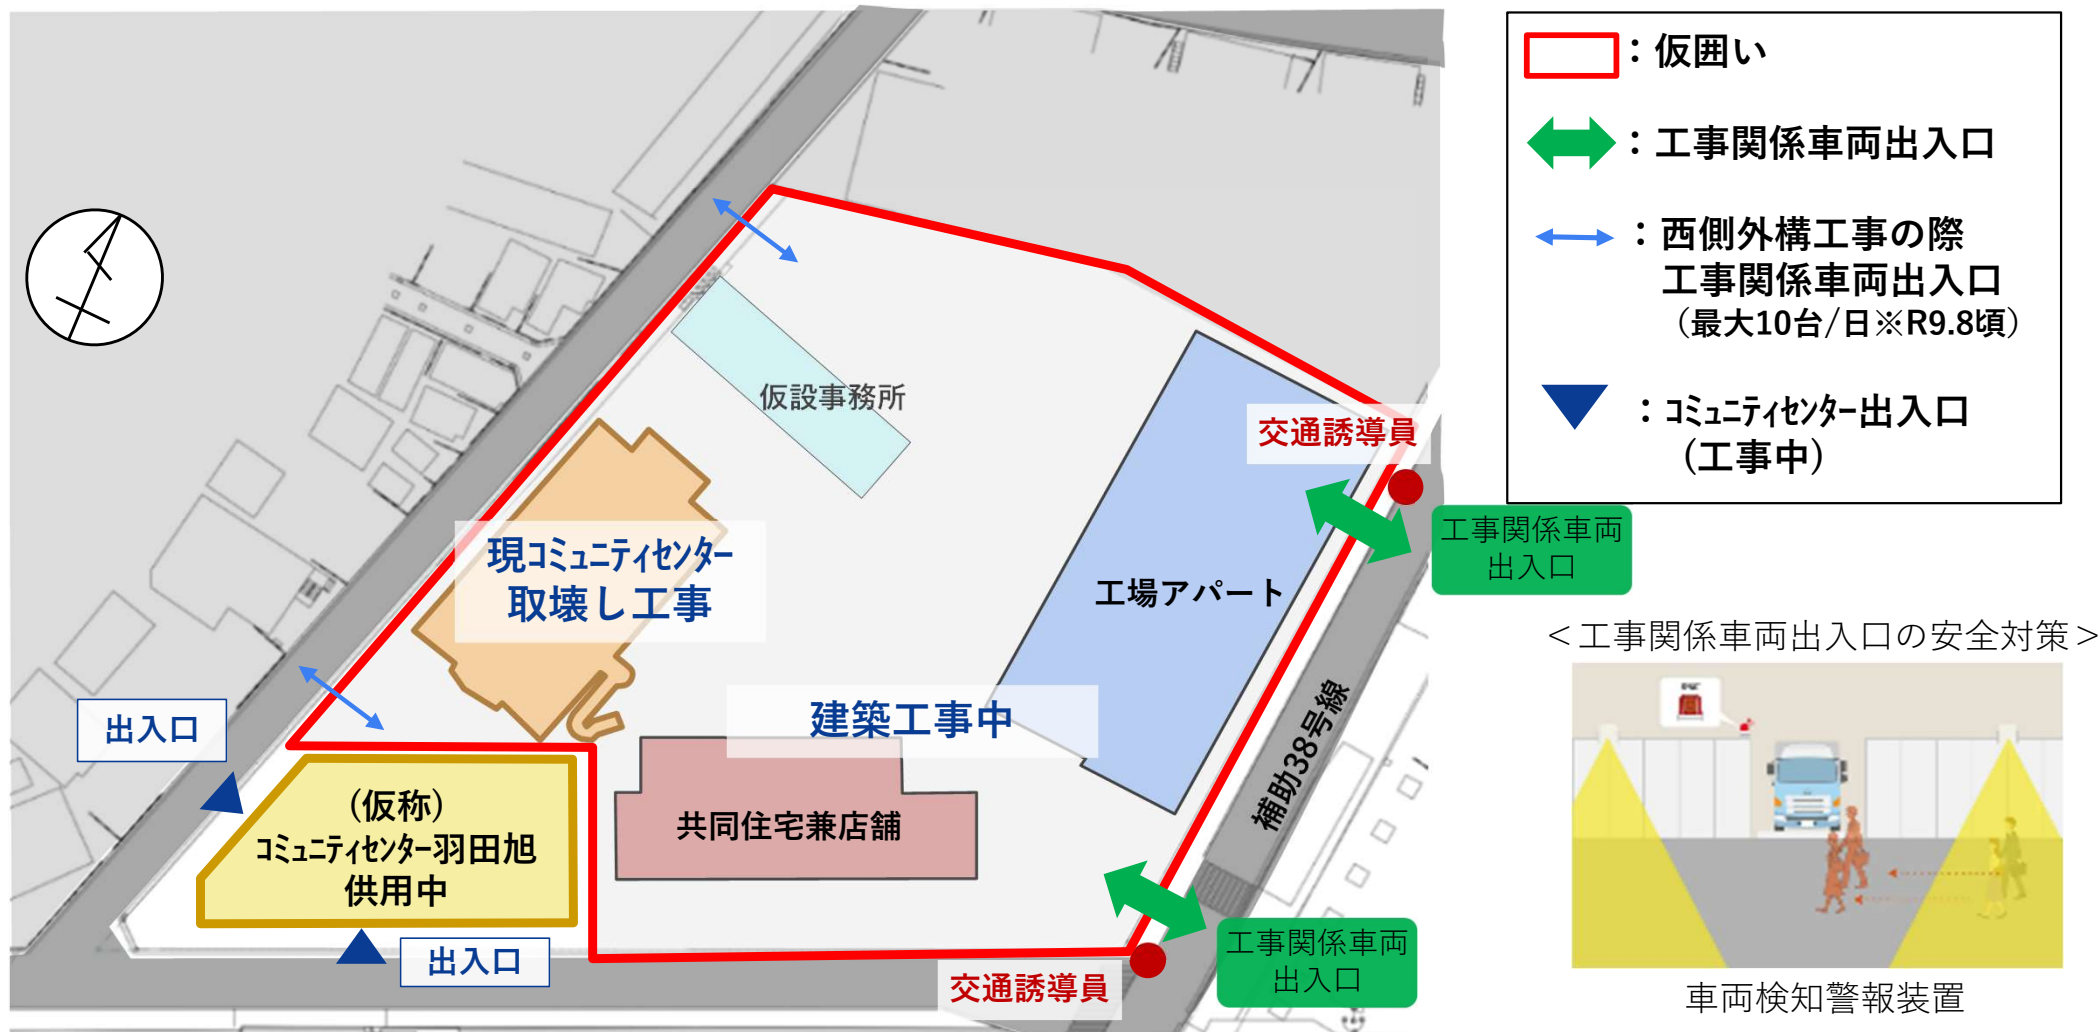 ：仮囲い
：工事関係車両出入口
：西側外構工事の際
工事関係車両出入口
（最大10台/日※R9.8頃）
：コミュニティセンター出入口
(工事中)
仮設事務所
交通誘導員
工事関係車両
出入口
現コミュニティセンター
取壊し工事
工場アパート
＜工事関係車両出入口の安全対策＞
出入口
建築工事中
補助38号線
(仮称)
コミュニティセンター羽田旭
供用中
共同住宅兼店舗
出入口
交通誘導員
工事関係車両
出入口
車両検知警報装置